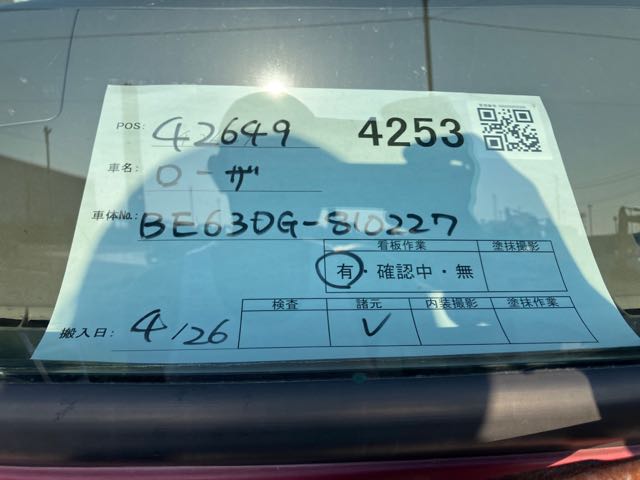 POS: 42649 4253
車名: ローザ
車体No. BE63DG-810227
看板作業 塗抹撮影
有・確認中・無
検査 諸元 内装撮影 塗抹作業
搬入日: 4/26 V